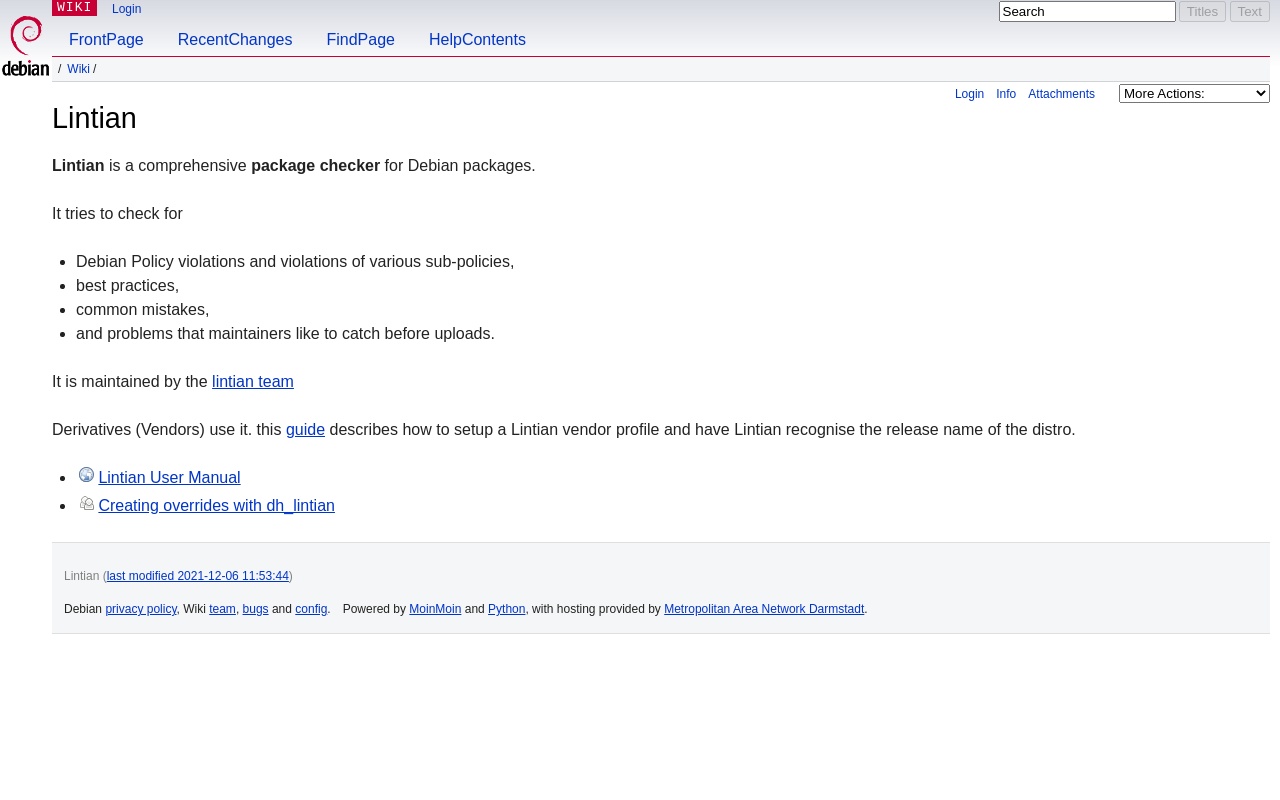 WIKI Login Search Titles Text
debian
FrontPage RecentChanges FindPage HelpContents
/ Wiki /
Login Info Attachments More Actions:
Lintian
Lintian is a comprehensive package checker for Debian packages.
It tries to check for
Debian Policy violations and violations of various sub-policies,
best practices,
common mistakes,
and problems that maintainers like to catch before uploads.
It is maintained by the lintian team
Derivatives (Vendors) use it. this guide describes how to setup a Lintian vendor profile and have Lintian recognise the release name of the distro.
Lintian User Manual
Creating overrides with dh_lintian
Lintian (last modified 2021-12-06 11:53:44)
Debian privacy policy, Wiki team, bugs and config. Powered by MoinMoin and Python, with hosting provided by Metropolitan Area Network Darmstadt.